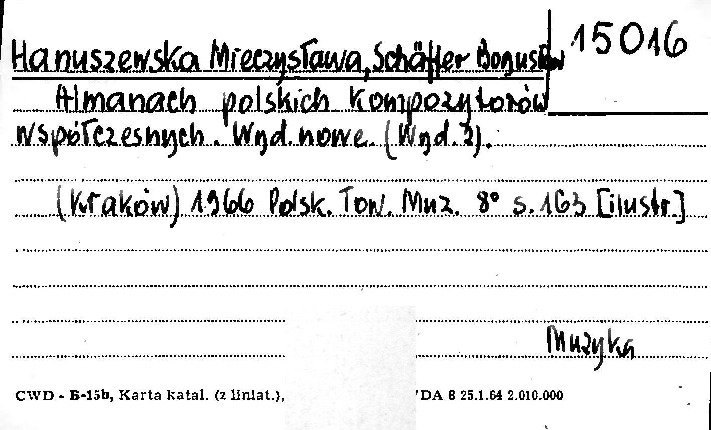 15016
Hanuszewska Mieczysława, Schäffer Bogusław
Almanach polskich kompozytorów
współczesnych. Wyd. nowe. (Wyd. 2).
(Kraków) 1966 Polsk. Tow. Muz. 8° s. 163 [ilustr.]
Muzyka
CWD - B-15b, Karta katal. (z liniat.), DA 8 25.1.64 2.010.000